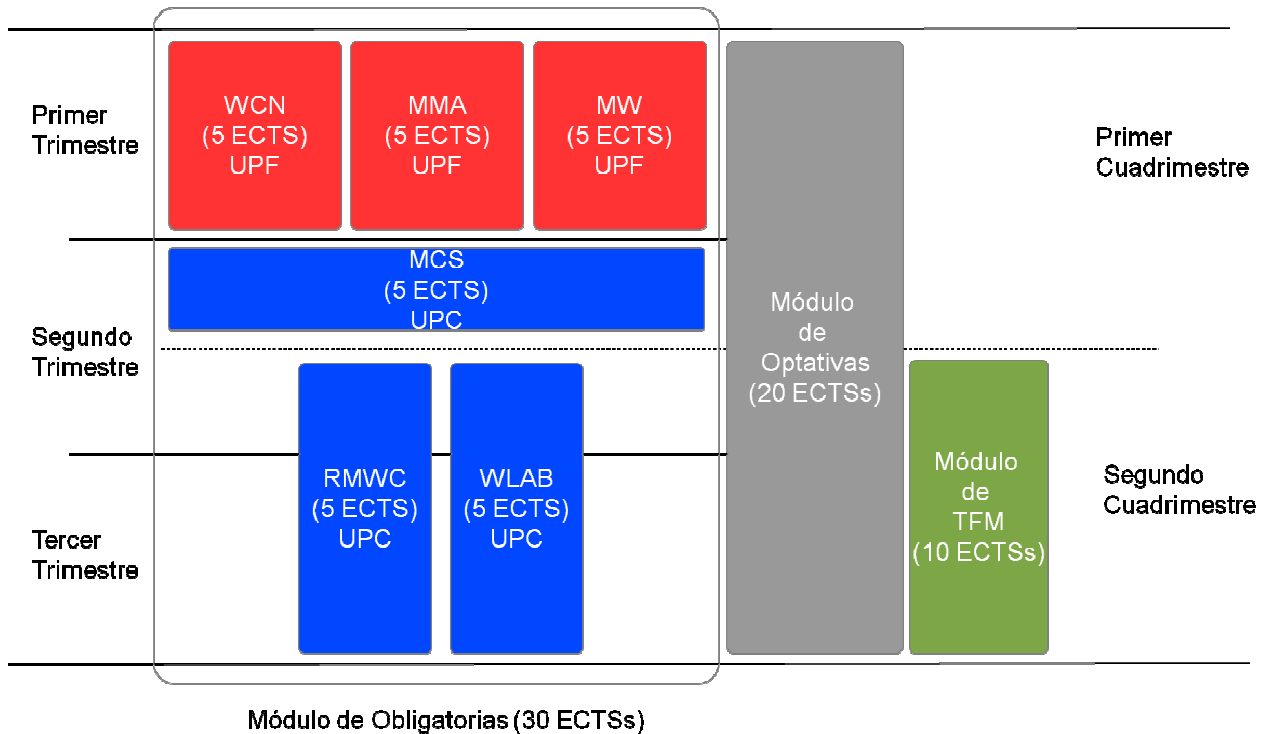 Primer
Trimestre
WCN
(5 ECTS)
UPF
MMA
(5 ECTS)
UPF
MW
(5 ECTS)
UPF
Primer
Cuadrimestre
MCS
(5 ECTS)
UPC
Segundo
Trimestre
Módulo
de
Optativas
(20 ECTSs)
RMWC
(5 ECTS)
UPC
WLAB
(5 ECTS)
UPC
Módulo
de
TFM
(10 ECTSs)
Segundo
Cuadrimestre
Tercer
Trimestre
Módulo de Obligatorias (30 ECTSs)